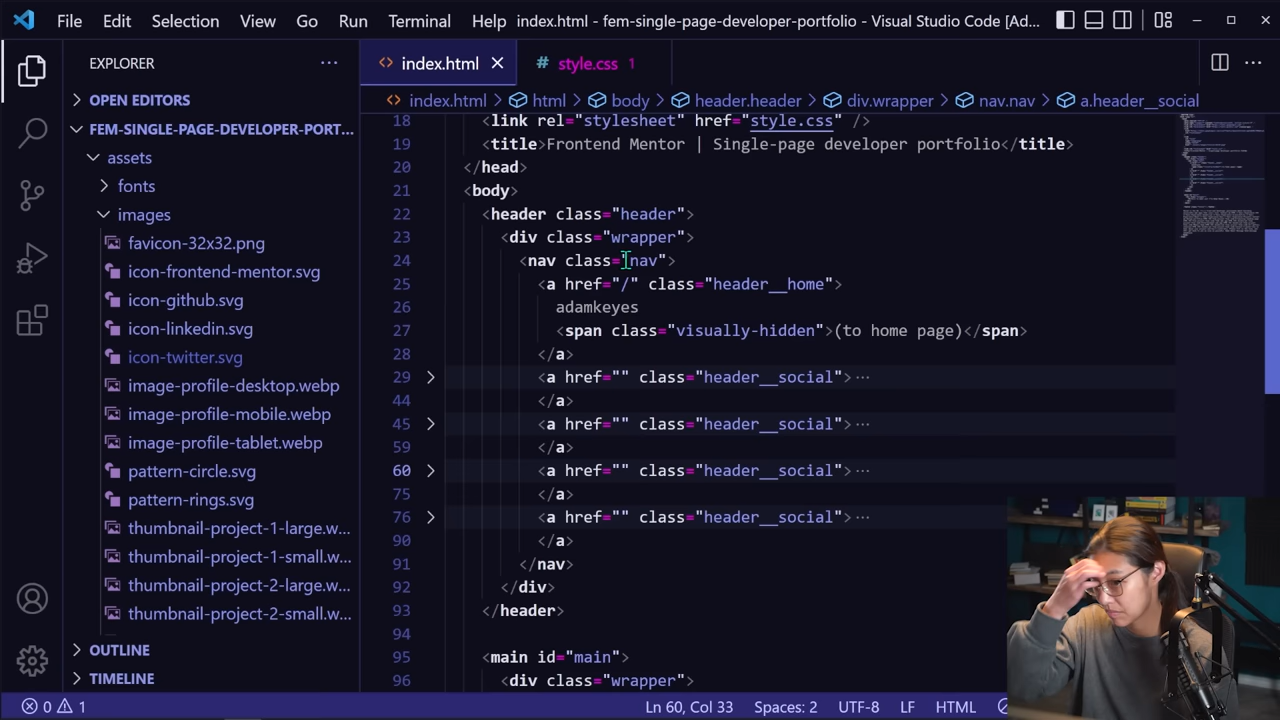 File Edit Selection View Go Run Terminal Help index.html - fem-single-page-developer-portfolio - Visual Studio Code [Ad...
EXPLORER ...
index.html
style.css 1
OPEN EDITORS
index.html > html > body > header.header > div.wrapper > nav.nav > a.header__social
FEM-SINGLE-PAGE-DEVELOPER-PORT...
assets
fonts
images
favicon-32x32.png
icon-frontend-mentor.svg
icon-github.svg
icon-linkedin.svg
icon-twitter.svg
image-profile-desktop.webp
image-profile-mobile.webp
image-profile-tablet.webp
pattern-circle.svg
pattern-rings.svg
thumbnail-project-1-large.w...
thumbnail-project-1-small.w...
thumbnail-project-2-large.w...
thumbnail-project-2-small.w...
OUTLINE
TIMELINE
18 <link rel="stylesheet" href="style.css" />
19 <title>Frontend Mentor | Single-page developer portfolio</title>
20 </head>
21 <body>
22 <header class="header">
23 <div class="wrapper">
24 <nav class="nav">
25 <a href="/" class="header__home">
26 adamkeyes
27 <span class="visually-hidden">(to home page)</span>
28 </a>
29 <a href="" class="header__social">...
44 </a>
45 <a href="" class="header__social">...
59 </a>
60 <a href="" class="header__social">...
75 </a>
76 <a href="" class="header__social">...
90 </a>
91 </nav>
92 </div>
93 </header>
94
95 <main id="main">
96 <div class="wrapper">
0 1 Ln 60, Col 33 Spaces: 2 UTF-8 LF HTML